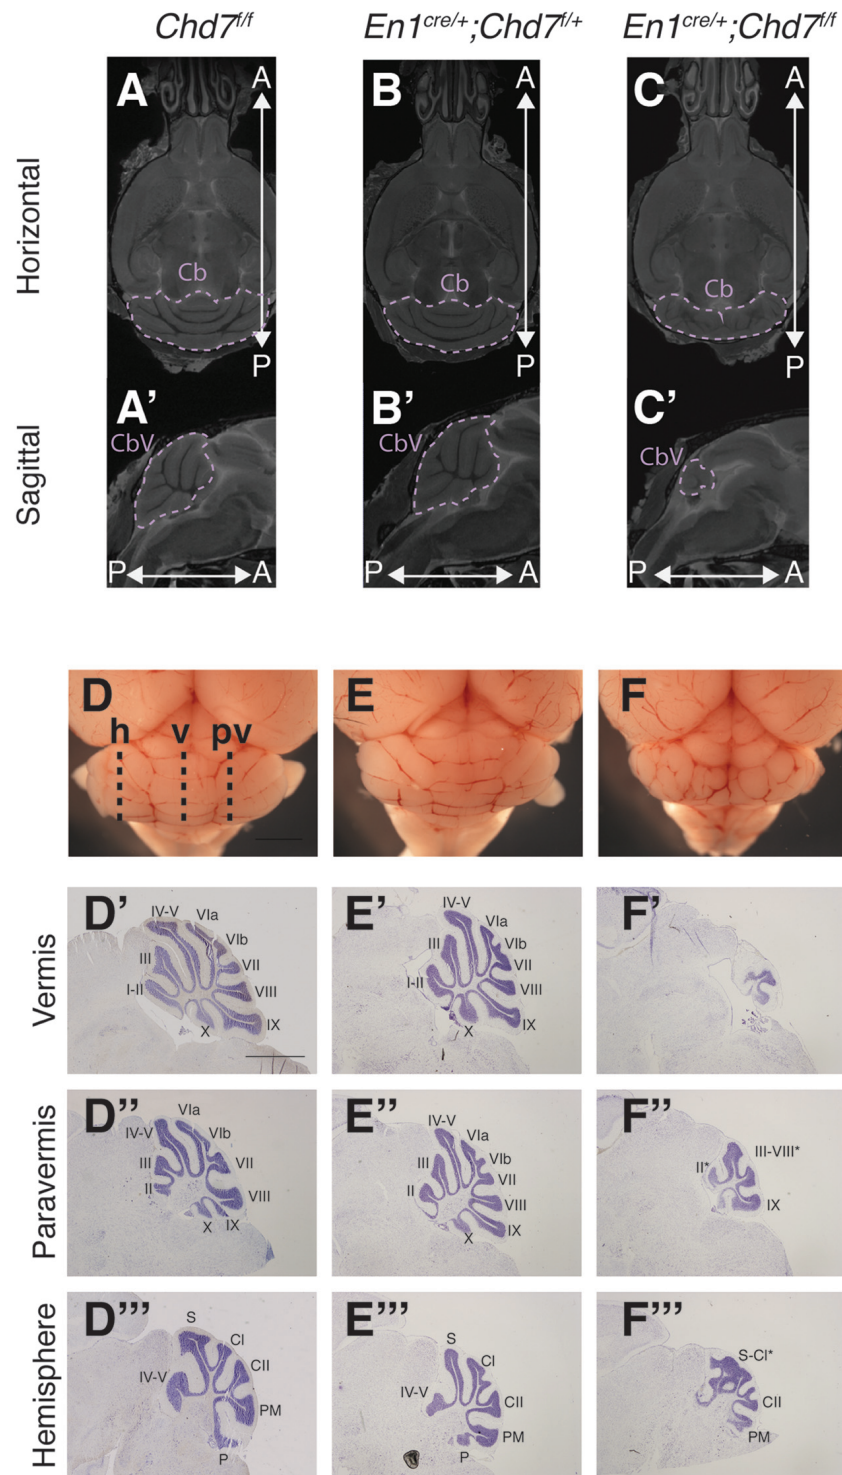 Chd7f/f En1cre/+;Chd7f/+ En1cre/+;Chd7f/f
Horizontal
A A Cb P
B A Cb P
C A Cb P
Sagittal
A' CbV P A
B' CbV P A
C' CbV P A
D h v pv
E
F
Vermis
D' IV-V VIa VIb III VII I-II VIII X IX
E' IV-V VIa VIb III VII I-II VIII X IX
F'
Paravermis
D'' VIa IV-V VIb III VII II VIII X IX
E'' IV-V VIa VIb III VII II VIII X IX
F'' III-VIII* II* IX
Hemisphere
D''' S CI CII IV-V PM P
E''' S CI IV-V CII PM P
F''' S-CI* CII PM